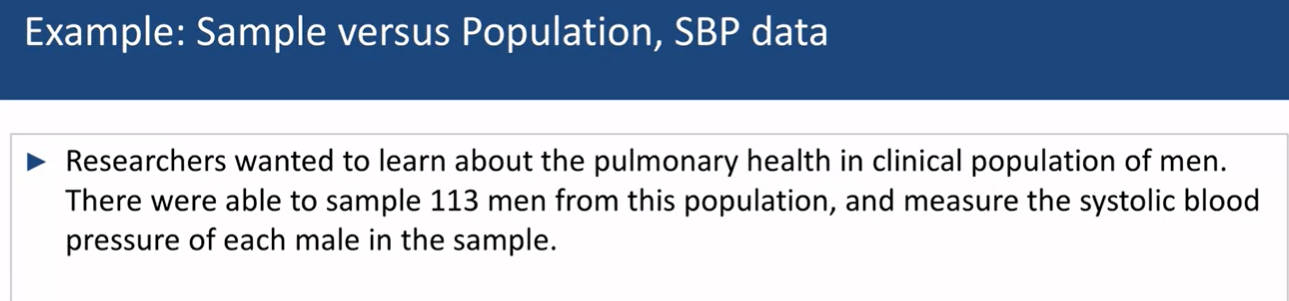 Example: Sample versus Population, SBP data
Researchers wanted to learn about the pulmonary health in clinical population of men.
There were able to sample 113 men from this population, and measure the systolic blood
pressure of each male in the sample.